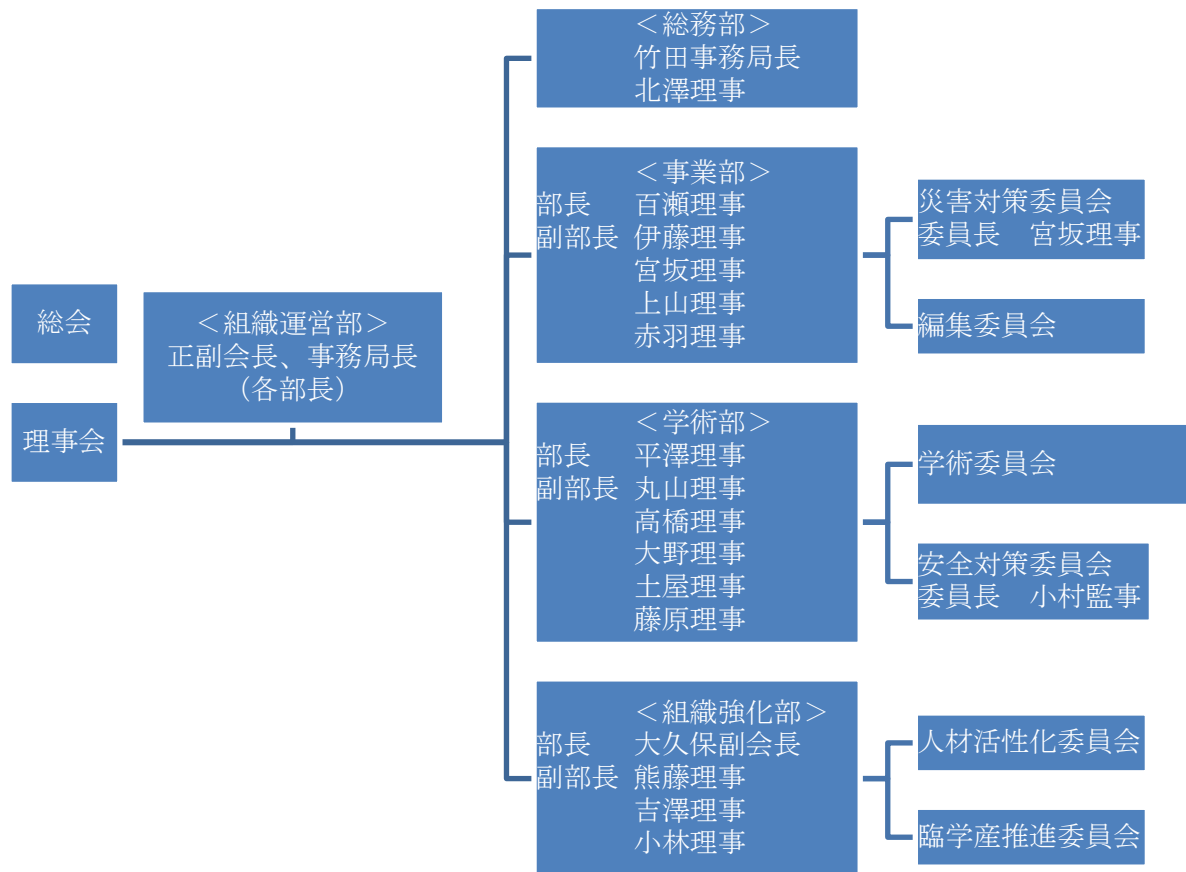 総会
理事会
＜組織運営部＞
正副会長、事務局長
（各部長）
＜総務部＞
竹田事務局長
北澤理事
＜事業部＞
部長　百瀬理事
副部長 伊藤理事
宮坂理事
上山理事
赤羽理事
災害対策委員会
委員長　宮坂理事
編集委員会
＜学術部＞
部長　平澤理事
副部長 丸山理事
高橋理事
大野理事
土屋理事
藤原理事
学術委員会
安全対策委員会
委員長　小村監事
＜組織強化部＞
部長　大久保副会長
副部長 熊藤理事
吉澤理事
小林理事
人材活性化委員会
臨学産推進委員会